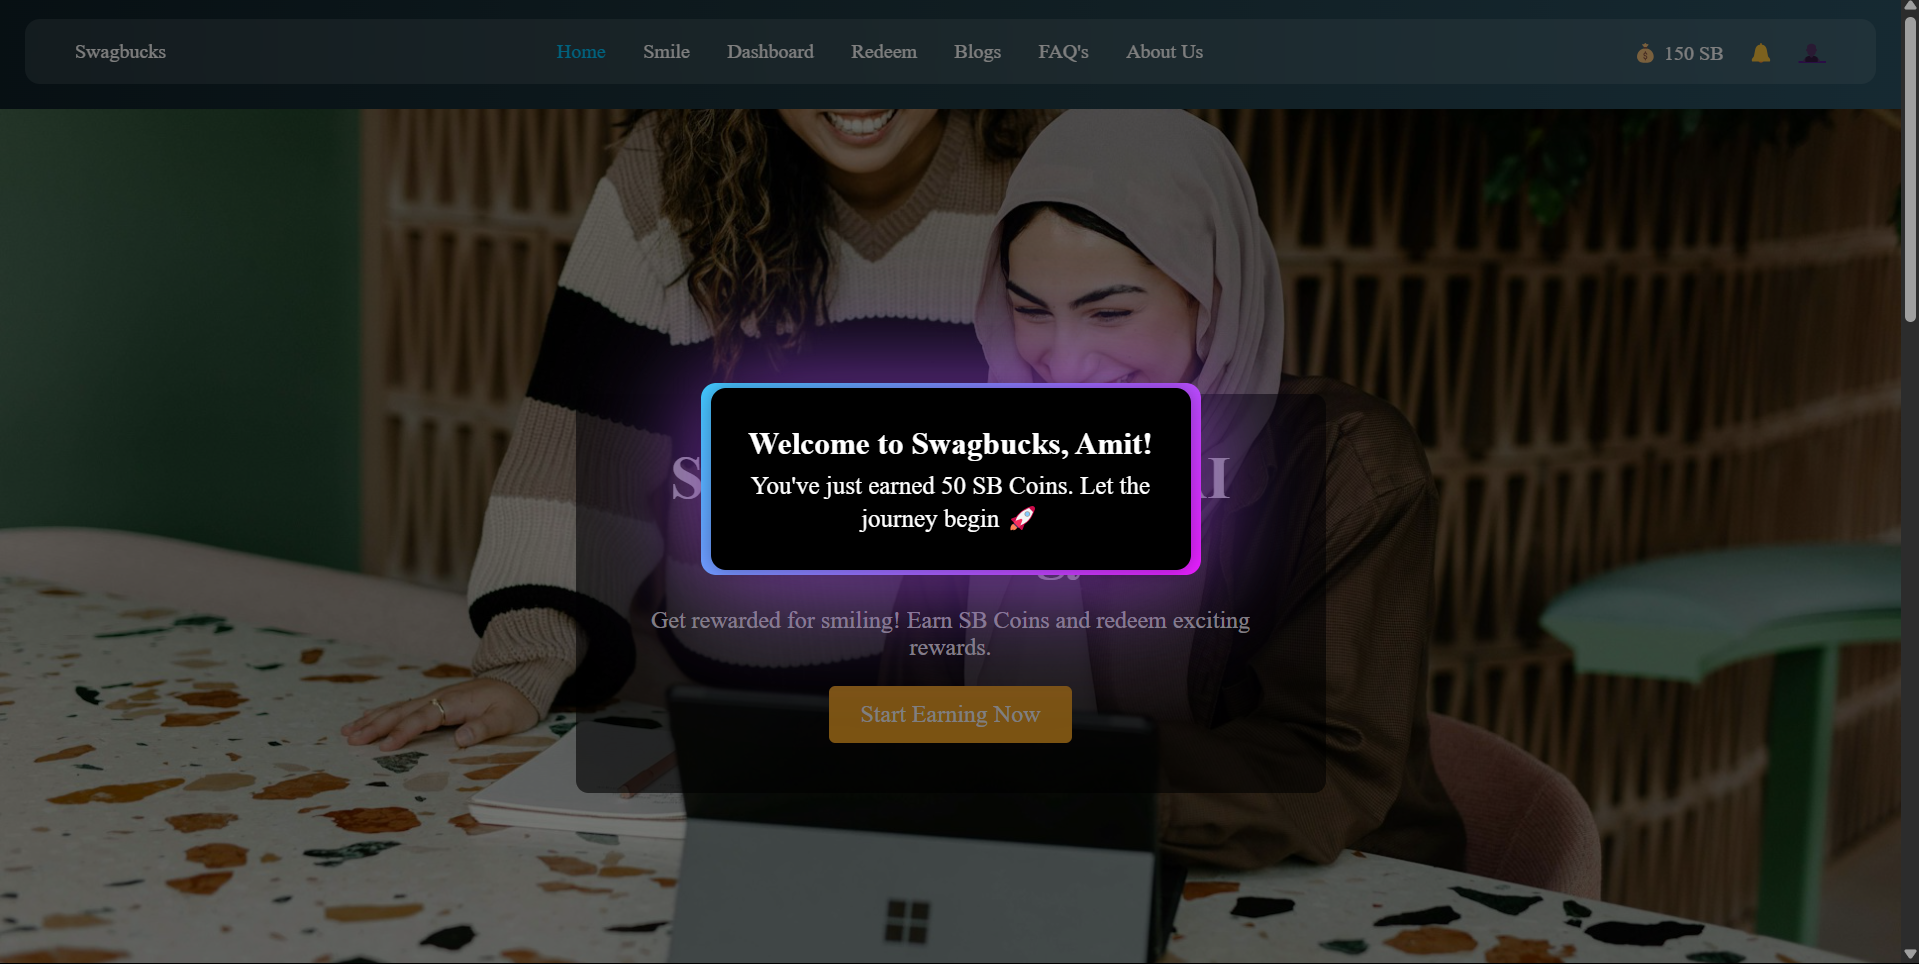 Swagbucks
Home Smile Dashboard Redeem Blogs FAQ's About Us
150 SB
Welcome to Swagbucks, Amit!
You've just earned 50 SB Coins. Let the
journey begin 🚀
Get rewarded for smiling! Earn SB Coins and redeem exciting
rewards.
Start Earning Now